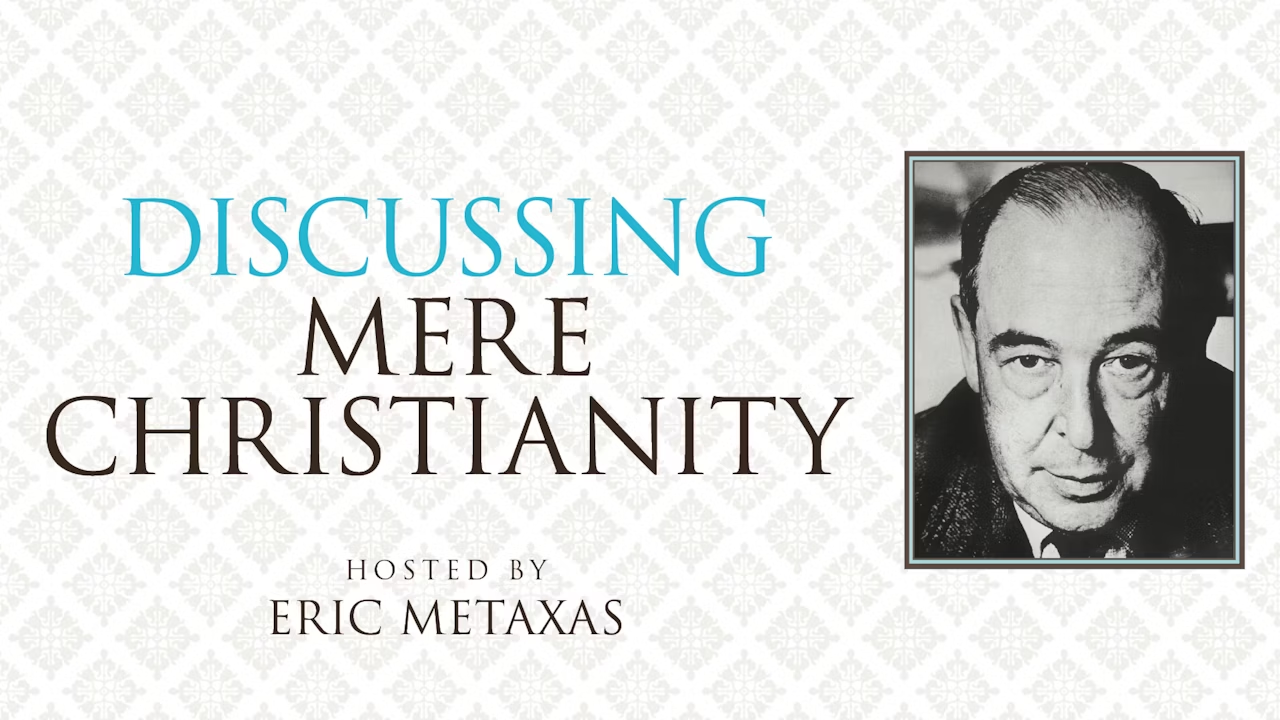 DISCUSSING
MERE
CHRISTIANITY
HOSTED BY
ERIC METAXAS